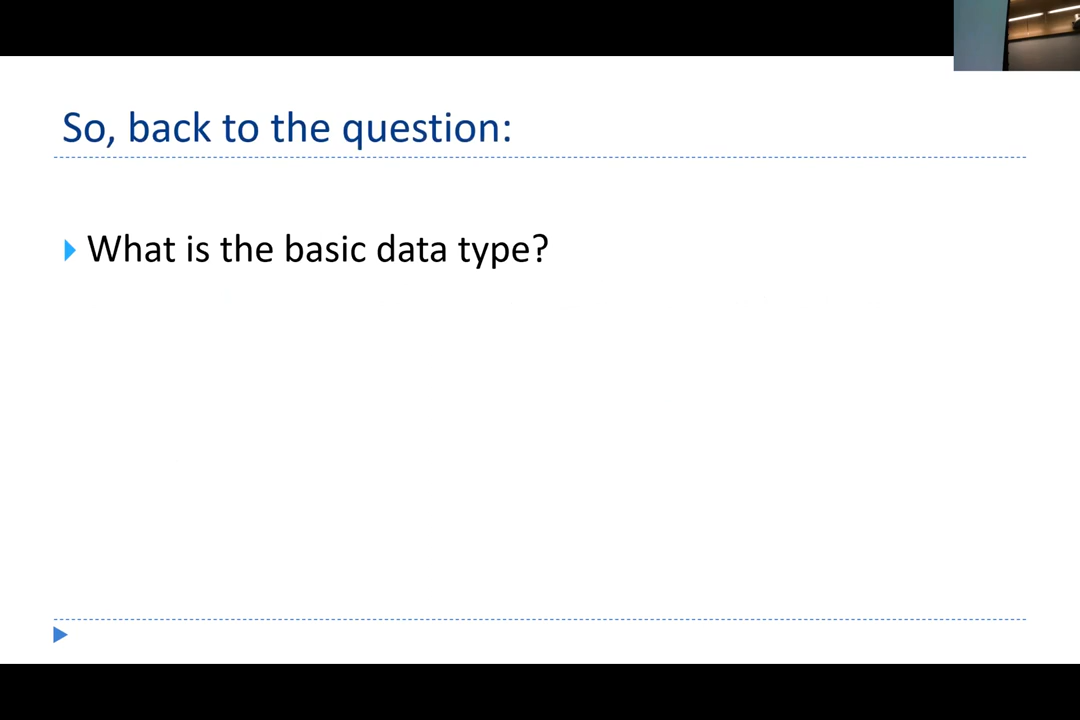 So, back to the question:
What is the basic data type?